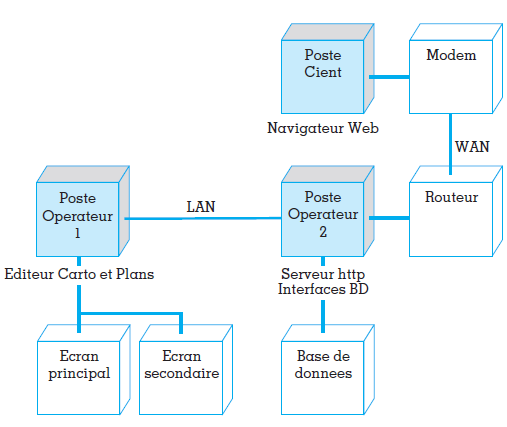 Poste
Cient
Modem
Navigateur Web
WAN
Poste
Operateur
1
LAN
Poste
Operateur
2
Routeur
Editeur Carto et Plans
Serveur http
Interfaces BD
Ecran
principal
Ecran
secondaire
Base de
donnees